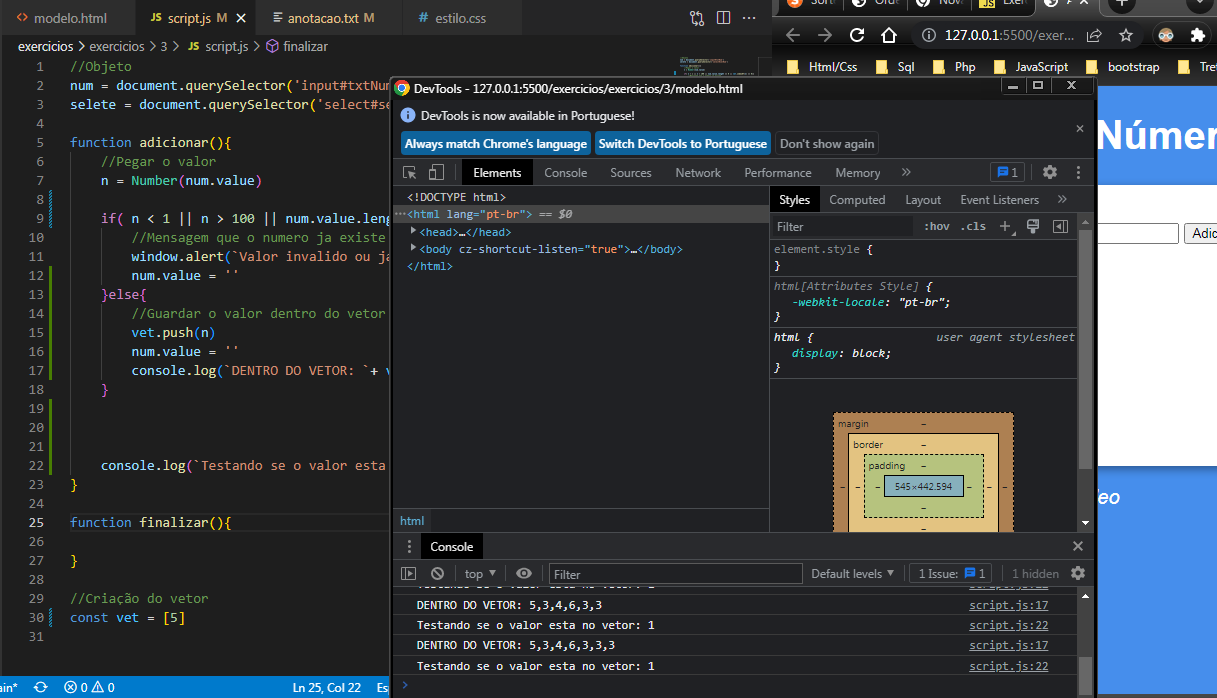 modelo.html
JS script.js M
anotacao.txt M
# estilo.css
exercicios > exercicios > 3 > JS script.js > finalizar
1 //Objeto
2 num = document.querySelector('input#txtNu
3 selete = document.querySelector('select#se
4
5 function adicionar(){
6 //Pegar o valor
7 n = Number(num.value)
8
9 if( n < 1 || n > 100 || num.value.leng
10 //Mensagem que o numero ja existe
11 window.alert(`Valor invalido ou ja
12 num.value = ''
13 }else{
14 //Guardar o valor dentro do vetor
15 vet.push(n)
16 num.value = ''
17 console.log(`DENTRO DO VETOR: `+ v
18 }
19
20
21
22 console.log(`Testando se o valor esta
23 }
24
25 function finalizar(){
26
27 }
28
29 //Criação do vetor
30 const vet = [5]
31
ain*
0 0
Ln 25, Col 22
Es
DevTools - 127.0.0.1:5500/exercicios/exercicios/3/modelo.html
DevTools is now available in Portuguese!
Always match Chrome's language
Switch DevTools to Portuguese
Don't show again
Elements Console Sources Network Performance Memory » 1
<!DOCTYPE html>
···<html lang="pt-br"> == $0
<head>…</head>
<body cz-shortcut-listen="true">…</body>
</html>
html
Styles Computed Layout Event Listeners »
Filter :hov .cls +
element.style {
}
html[Attributes Style] {
-webkit-locale: "pt-br";
}
html { user agent stylesheet
display: block;
}
margin –
border –
padding –
– – – 545×442.594 – – –
–
–
Console
top ▼ Filter Default levels ▼ 1 Issue: 1 1 hidden
DENTRO DO VETOR: 5,3,4,6,3,3 script.js:17
Testando se o valor esta no vetor: 1 script.js:22
DENTRO DO VETOR: 5,3,4,6,3,3,3 script.js:17
Testando se o valor esta no vetor: 1 script.js:22
>
127.0.0.1:5500/exer...
Html/Css Sql Php JavaScript bootstrap Tre
Númer
Adic
eo